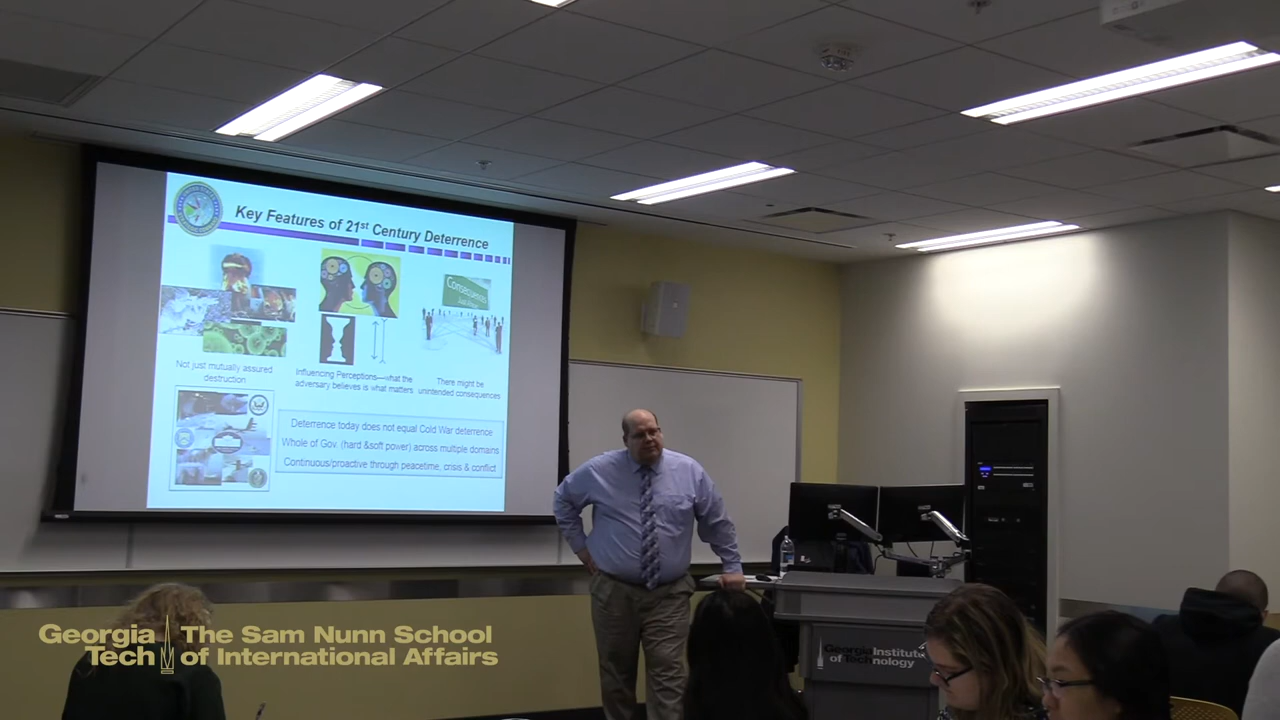 Key Features of 21st Century Deterrence
Consequences
Not just mutually assured
destruction
Influencing Perceptions—what the
adversary believes is what matters
There might be
unintended consequences
Deterrence today does not equal Cold War deterrence
Whole of Gov. (hard &soft power) across multiple domains
Continuous/proactive through peacetime, crisis & conflict
Georgia Institute
of Technology
Georgia
Tech
The Sam Nunn School
of International Affairs